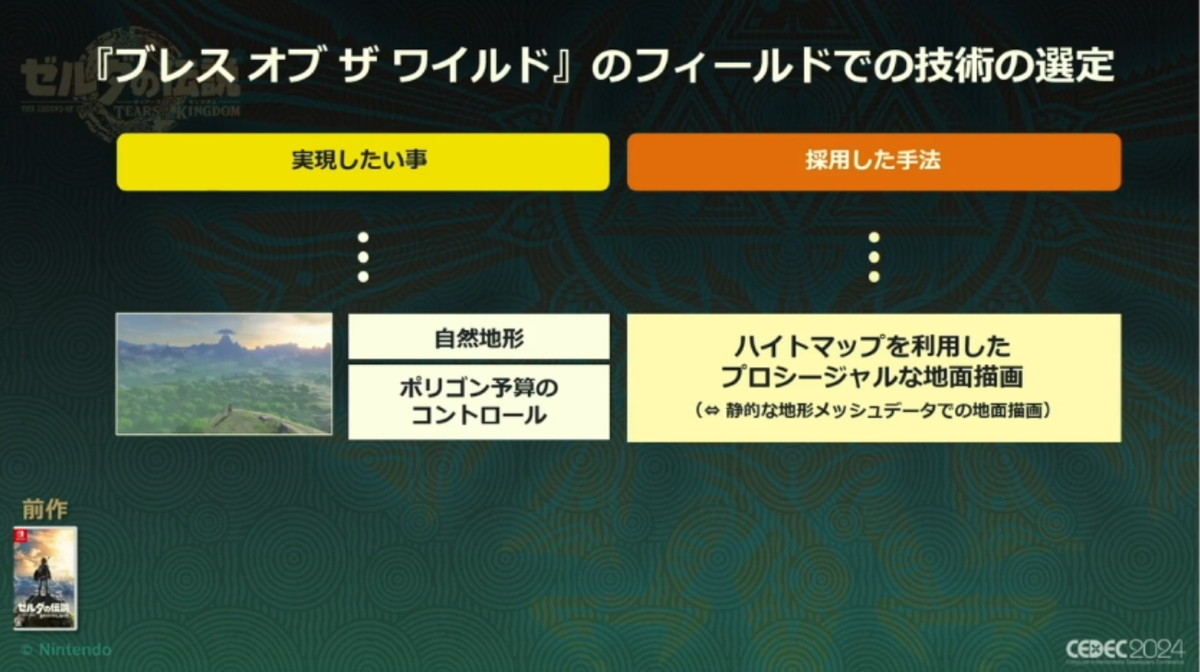 『ブレス オブ ザ ワイルド』のフィールドでの技術の選定
ゼルダの伝説
TEARS OF THE KINGDOM
実現したい事
採用した手法
自然地形
ポリゴン予算の
コントロール
ハイトマップを利用した
プロシージャルな地面描画
（⇔ 静的な地形メッシュデータでの地面描画）
前作
ゼルダの伝説
© Nintendo
CEDEC2024